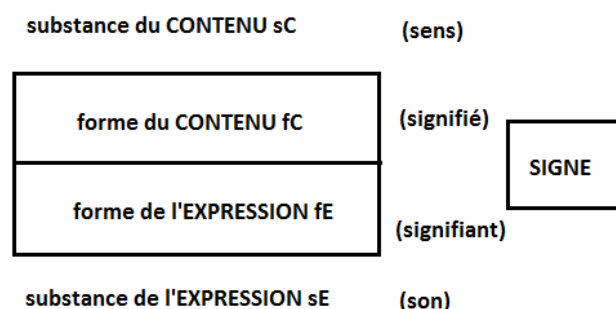 substance du CONTENU sC (sens)
forme du CONTENU fC (signifié)
SIGNE
forme de l'EXPRESSION fE (signifiant)
substance de l'EXPRESSION sE (son)